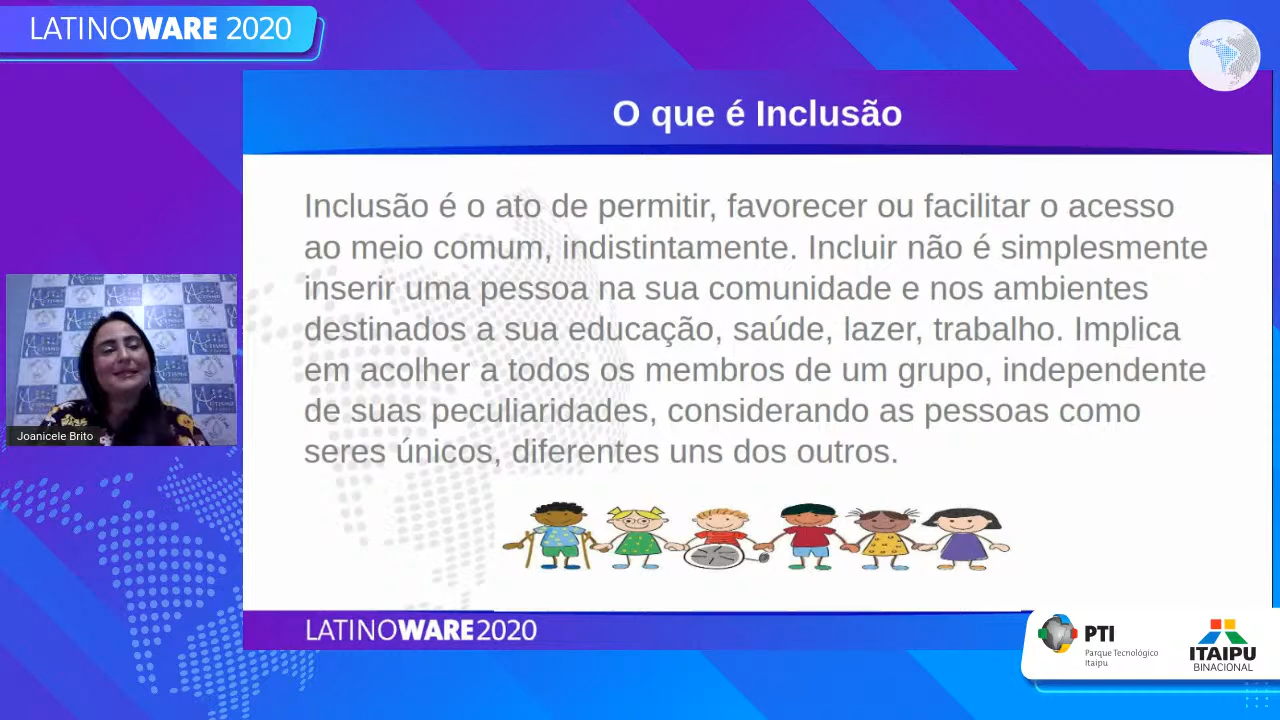 LATINOWARE 2020
O que é Inclusão
Inclusão é o ato de permitir, favorecer ou facilitar o acesso
ao meio comum, indistintamente. Incluir não é simplesmente
inserir uma pessoa na sua comunidade e nos ambientes
destinados a sua educação, saúde, lazer, trabalho. Implica
em acolher a todos os membros de um grupo, independente
de suas peculiaridades, considerando as pessoas como
seres únicos, diferentes uns dos outros.
Joanicele Brito
LATINOWARE2020
PTI
Parque Tecnológico
Itaipu
ITAIPU
BINACIONAL